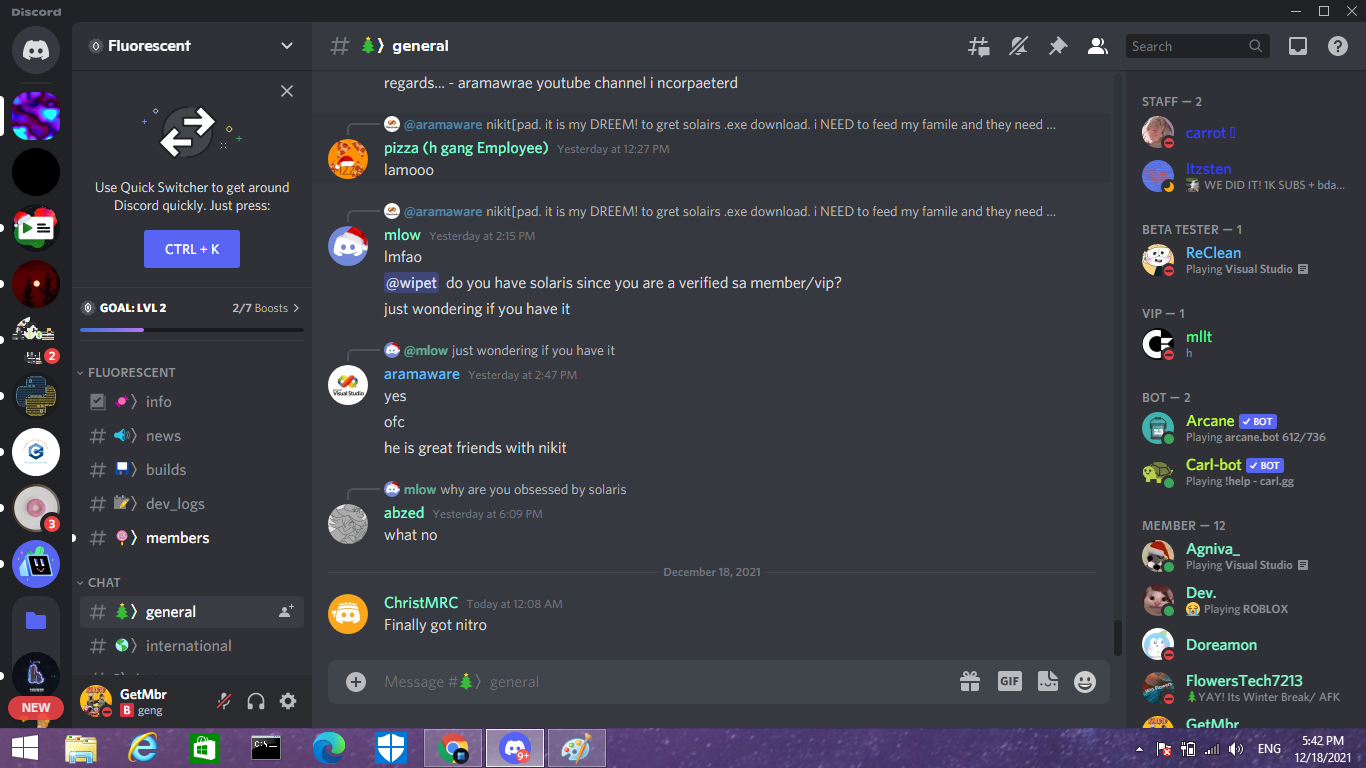 Discord
Fluorescent
Use Quick Switcher to get around
Discord quickly. Just press:
CTRL + K
GOAL: LVL 2
2/7 Boosts
FLUORESCENT
info
news
builds
dev_logs
members
CHAT
general
international
GetMbr
B geng
2
3
NEW
# 🎄❭ general
Search
regards... - aramawrae youtube channel i ncorpaeterd
@aramaware nikit[pad. it is my DREEM! to gret solairs .exe download. i NEED to feed my famile and they need ...
pizza (h gang Employee) Yesterday at 12:27 PM
lamooo
@aramaware nikit[pad. it is my DREEM! to gret solairs .exe download. i NEED to feed my famile and they need ...
mlow Yesterday at 2:15 PM
lmfao
@wipet do you have solaris since you are a verified sa member/vip?
just wondering if you have it
@mlow just wondering if you have it
aramaware Yesterday at 2:47 PM
Visual Studio
yes
ofc
he is great friends with nikit
mlow why are you obsessed by solaris
abzed Yesterday at 6:09 PM
what no
December 18, 2021
ChristMRC Today at 12:08 AM
Finally got nitro
Message #🎄❭ general
GIF
STAFF — 2
carrot
Itzsten
WE DID IT! 1K SUBS + bda...
BETA TESTER — 1
ReClean
Playing Visual Studio
VIP — 1
mllt
h
BOT — 2
Arcane ✓ BOT
Playing arcane.bot 612/736
Carl-bot ✓ BOT
Playing !help - carl.gg
MEMBER — 12
Agniva_
Playing Visual Studio
Dev.
😭 Playing ROBLOX
Doreamon
FlowersTech7213
🎄YAY! Its Winter Break/ AFK
GetMbr
9+
ENG
5:42 PM
12/18/2021